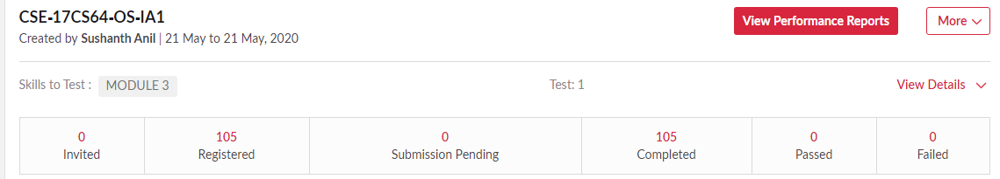 CSE-17CS64-OS-IA1
View Performance Reports
More
Created by Sushanth Anil | 21 May to 21 May, 2020
Skills to Test : MODULE 3
Test: 1
View Details
0
Invited
105
Registered
0
Submission Pending
105
Completed
0
Passed
0
Failed